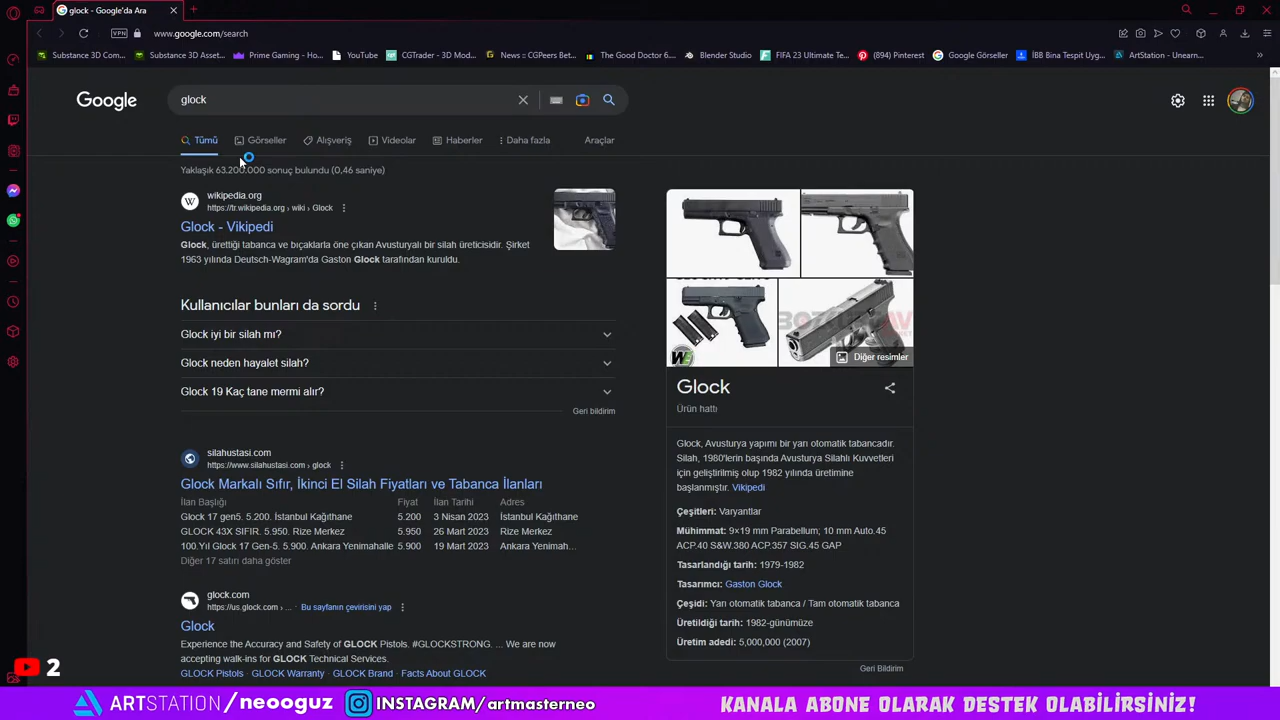 glock - Google'da Ara
VPN
www.google.com/search
Substance 3D Com...
Substance 3D Asset...
Prime Gaming - Ho...
YouTube
CGTrader - 3D Mod...
News :: CGPeers Bet...
The Good Doctor 6....
Blender Studio
FIFA 23 Ultimate Te...
(894) Pinterest
Google Görseller
İBB Bina Tespit Uyg...
ArtStation - Unearn...
Google
glock
Tümü
Görseller
Alışveriş
Videolar
Haberler
Daha fazla
Araçlar
Yaklaşık 63.200.000 sonuç bulundu (0,46 saniye)
W
wikipedia.org
https://tr.wikipedia.org › wiki › Glock
Glock - Vikipedi
Glock, ürettiği tabanca ve bıçaklarla öne çıkan Avusturyalı bir silah üreticisidir. Şirket
1963 yılında Deutsch-Wagram'da Gaston Glock tarafından kuruldu.
Kullanıcılar bunları da sordu
Glock iyi bir silah mı?
Glock neden hayalet silah?
Glock 19 Kaç tane mermi alır?
Geri bildirim
silahustasi.com
https://www.silahustasi.com › glock
Glock Markalı Sıfır, İkinci El Silah Fiyatları ve Tabanca İlanları
İlan Başlığı Fiyat İlan Tarihi Adres
Glock 17 gen5. 5.200. İstanbul Kağıthane 5.200 3 Nisan 2023 İstanbul Kağıthane
GLOCK 43X SIFIR. 5.950. Rize Merkez 5.950 26 Mart 2023 Rize Merkez
100.Yıl Glock 17 Gen-5. 5.900. Ankara Yenimahalle 5.900 19 Mart 2023 Ankara Yenimah...
Diğer 17 satırı daha göster
glock.com
https://us.glock.com › ... · Bu sayfanın çevirisini yap
Glock
Experience the Accuracy and Safety of GLOCK Pistols. #GLOCKSTRONG. ... We are now
accepting walk-ins for GLOCK Technical Services.
GLOCK Pistols · GLOCK Warranty · GLOCK Brand · Facts About GLOCK
Diğer resimler
Glock
Ürün hattı
Glock, Avusturya yapımı bir yarı otomatik tabancadır.
Silah, 1980'lerin başında Avusturya Silahlı Kuvvetleri
için geliştirilmiş olup 1982 yılında üretimine
başlanmıştır. Vikipedi
Çeşitleri: Varyantlar
Mühimmat: 9×19 mm Parabellum; 10 mm Auto.45
ACP.40 S&W.380 ACP.357 SIG.45 GAP
Tasarlandığı tarih: 1979-1982
Tasarımcı: Gaston Glock
Çeşidi: Yarı otomatik tabanca / Tam otomatik tabanca
Üretildiği tarih: 1982-günümüze
Üretim adedi: 5,000,000 (2007)
Geri Bildirim
2
ARTSTATION/neooguz
INSTAGRAM/artmasterneo
KANALA ABONE OLARAK DESTEK OLABİLİRSİNİZ!